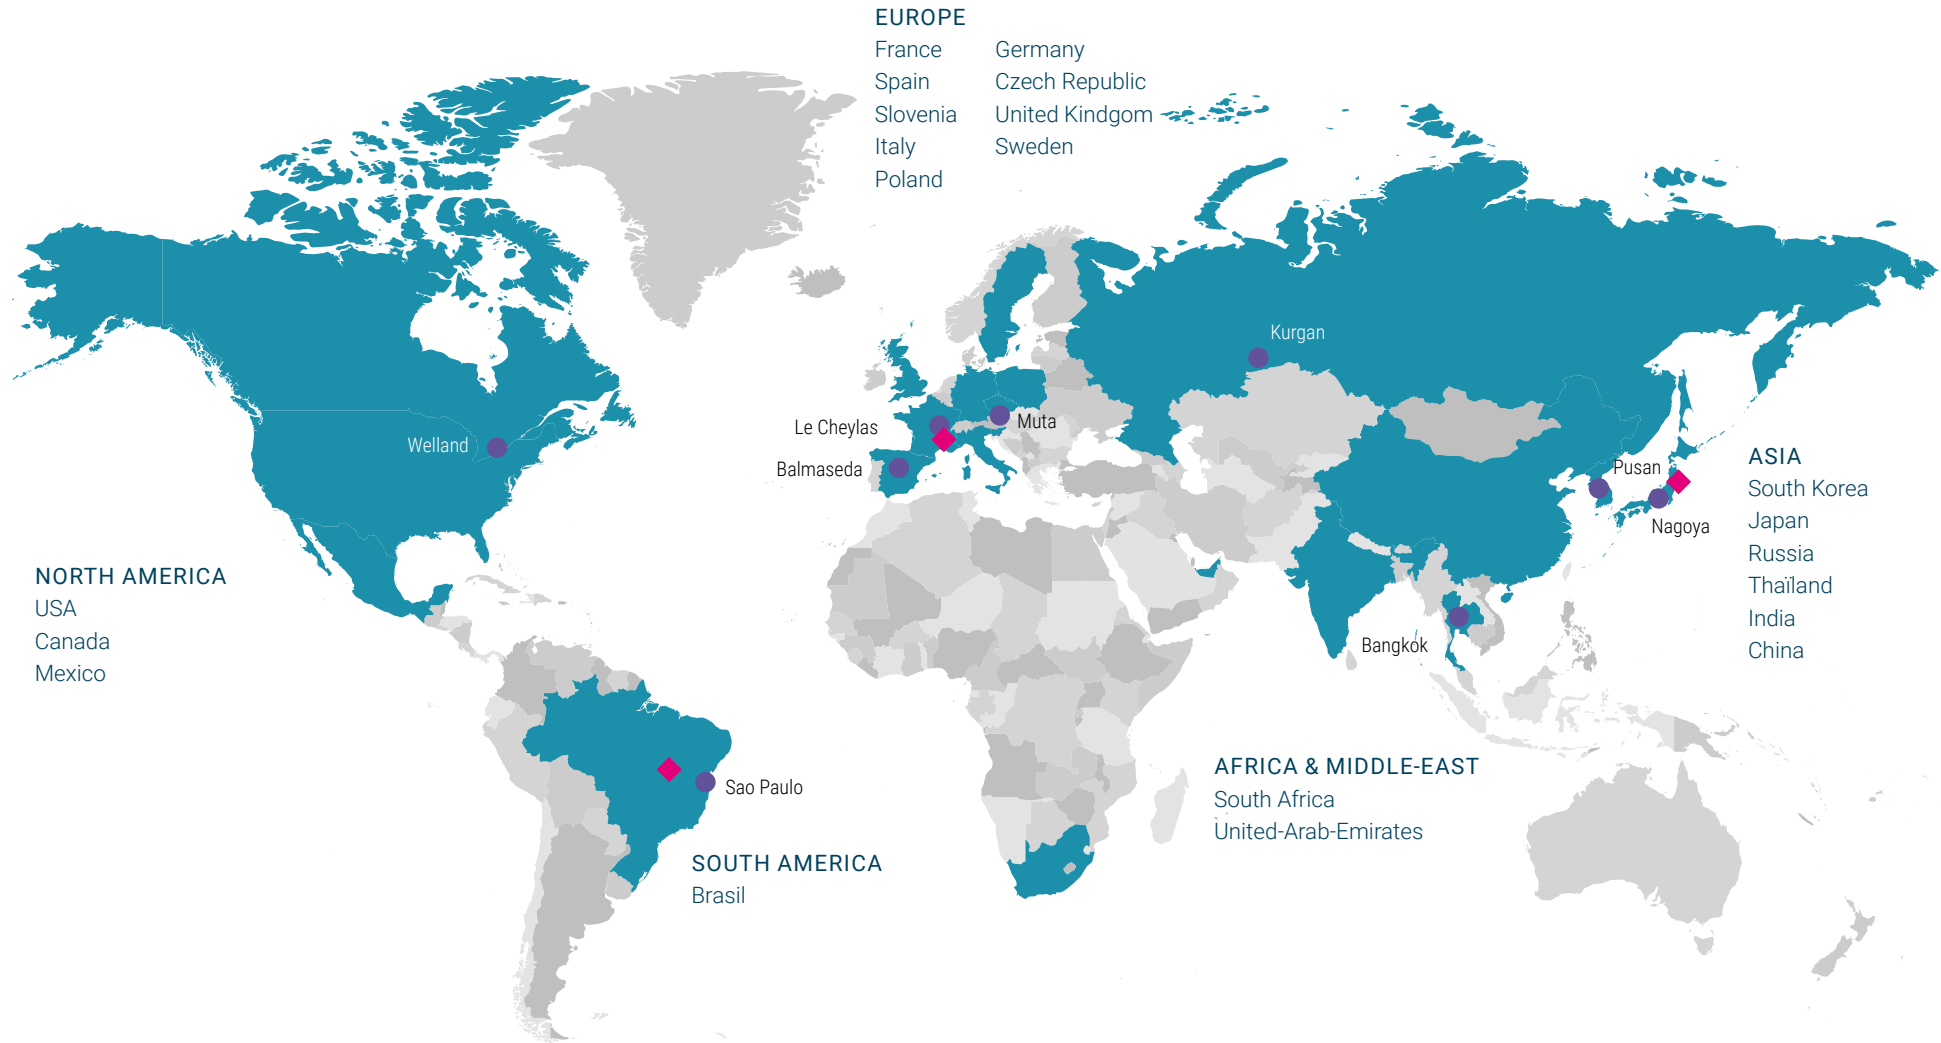 EUROPE
France
Spain
Slovenia
Italy
Poland
Germany
Czech Republic
United Kindgom
Sweden
Kurgan
Le Cheylas
Muta
Welland
Balmaseda
Pusan
Nagoya
ASIA
South Korea
Japan
Russia
Thaïland
India
China
NORTH AMERICA
USA
Canada
Mexico
Bangkok
Sao Paulo
AFRICA & MIDDLE-EAST
South Africa
United-Arab-Emirates
SOUTH AMERICA
Brasil